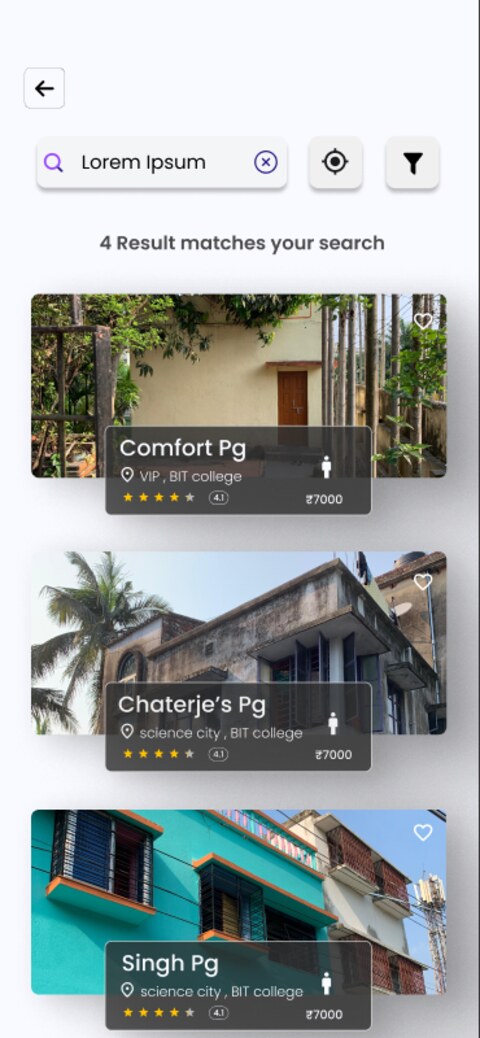 Lorem Ipsum
4 Result matches your search
Comfort Pg
VIP , BIT college
4.1
₹7000
Chaterje’s Pg
science city , BIT college
4.1
₹7000
Singh Pg
science city , BIT college
4.1
₹7000